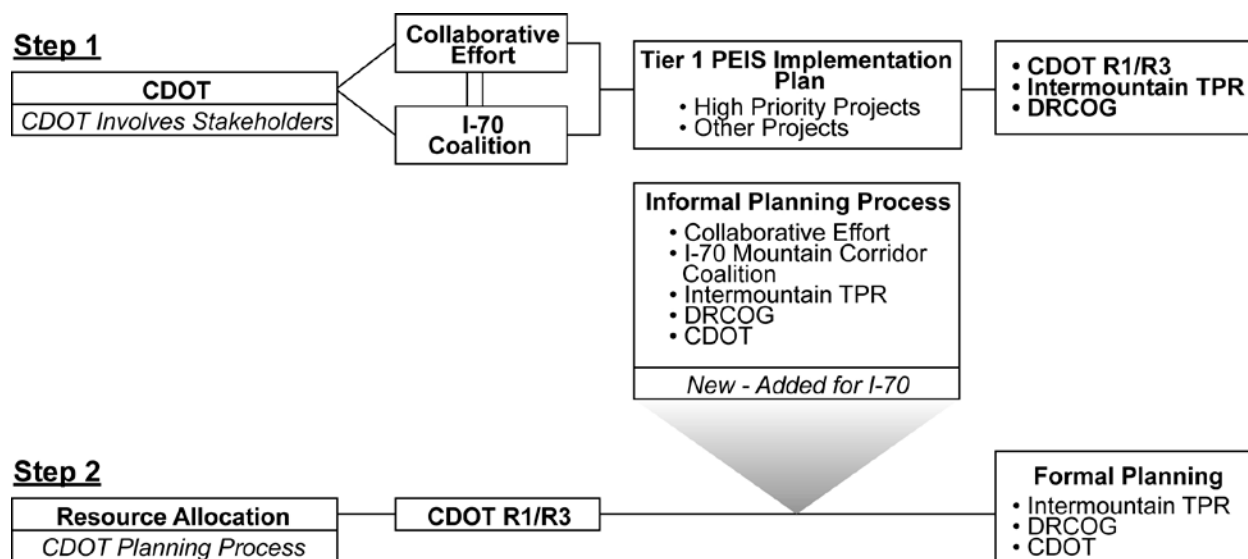 Step 1
CDOT
CDOT Involves Stakeholders
Collaborative
Effort
I-70
Coalition
Tier 1 PEIS Implementation
Plan
• High Priority Projects
• Other Projects
• CDOT R1/R3
• Intermountain TPR
• DRCOG
Informal Planning Process
• Collaborative Effort
• I-70 Mountain Corridor
Coalition
• Intermountain TPR
• DRCOG
• CDOT
New - Added for I-70
Step 2
Resource Allocation
CDOT Planning Process
CDOT R1/R3
Formal Planning
• Intermountain TPR
• DRCOG
• CDOT